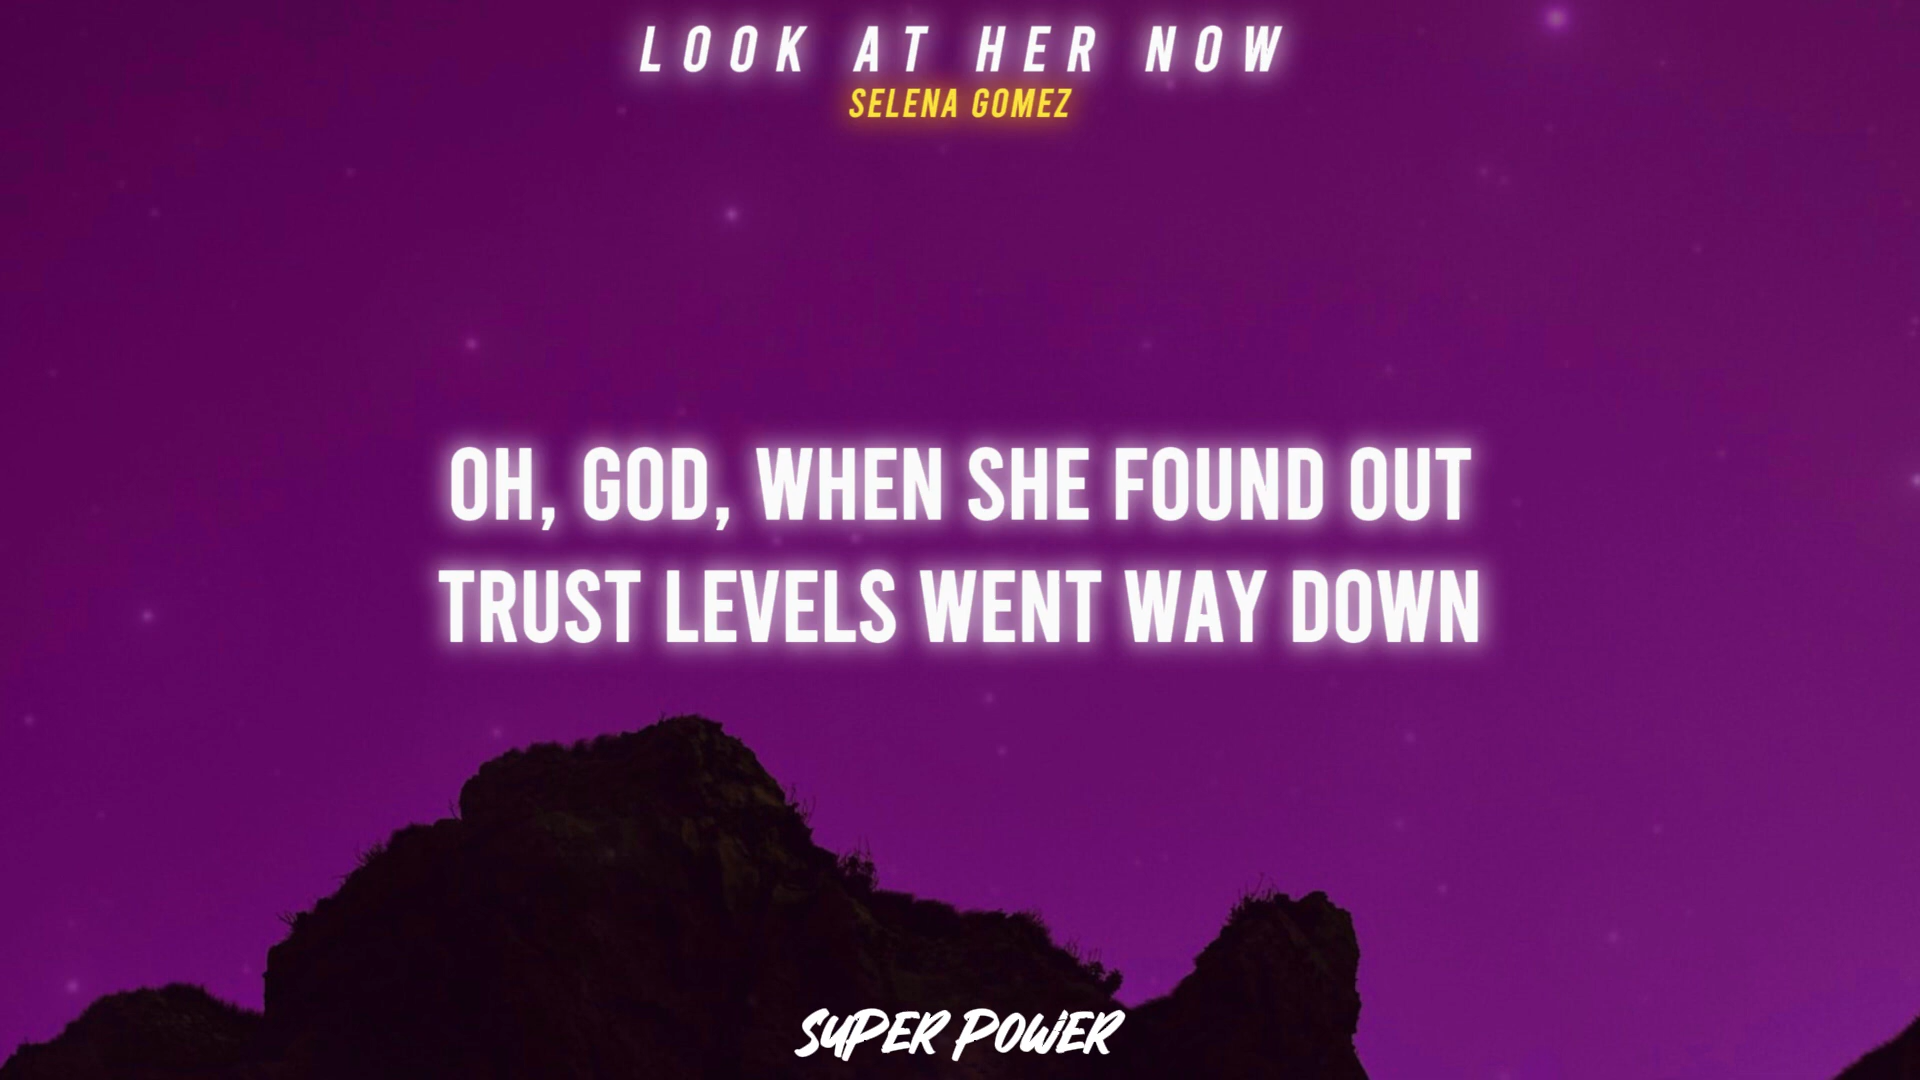 LOOK AT HER NOW
SELENA GOMEZ
OH, GOD, WHEN SHE FOUND OUT
TRUST LEVELS WENT WAY DOWN
SUPER POWER